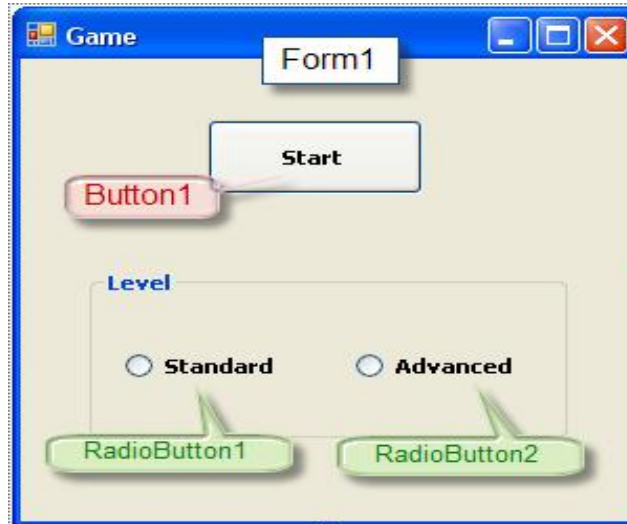 Game
Form1
Start
Button1
Level
Standard
Advanced
RadioButton1
RadioButton2